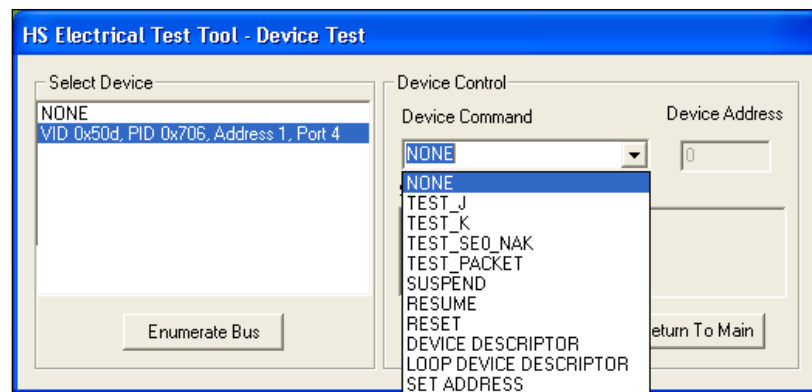 HS Electrical Test Tool - Device Test
Select Device
NONE
VID 0x50d, PID 0x706, Address 1, Port 4
Enumerate Bus
Device Control
Device Command
Device Address
NONE
0
NONE
TEST_J
TEST_K
TEST_SE0_NAK
TEST_PACKET
SUSPEND
RESUME
RESET
DEVICE DESCRIPTOR
LOOP DEVICE DESCRIPTOR
SET ADDRESS
eturn To Main